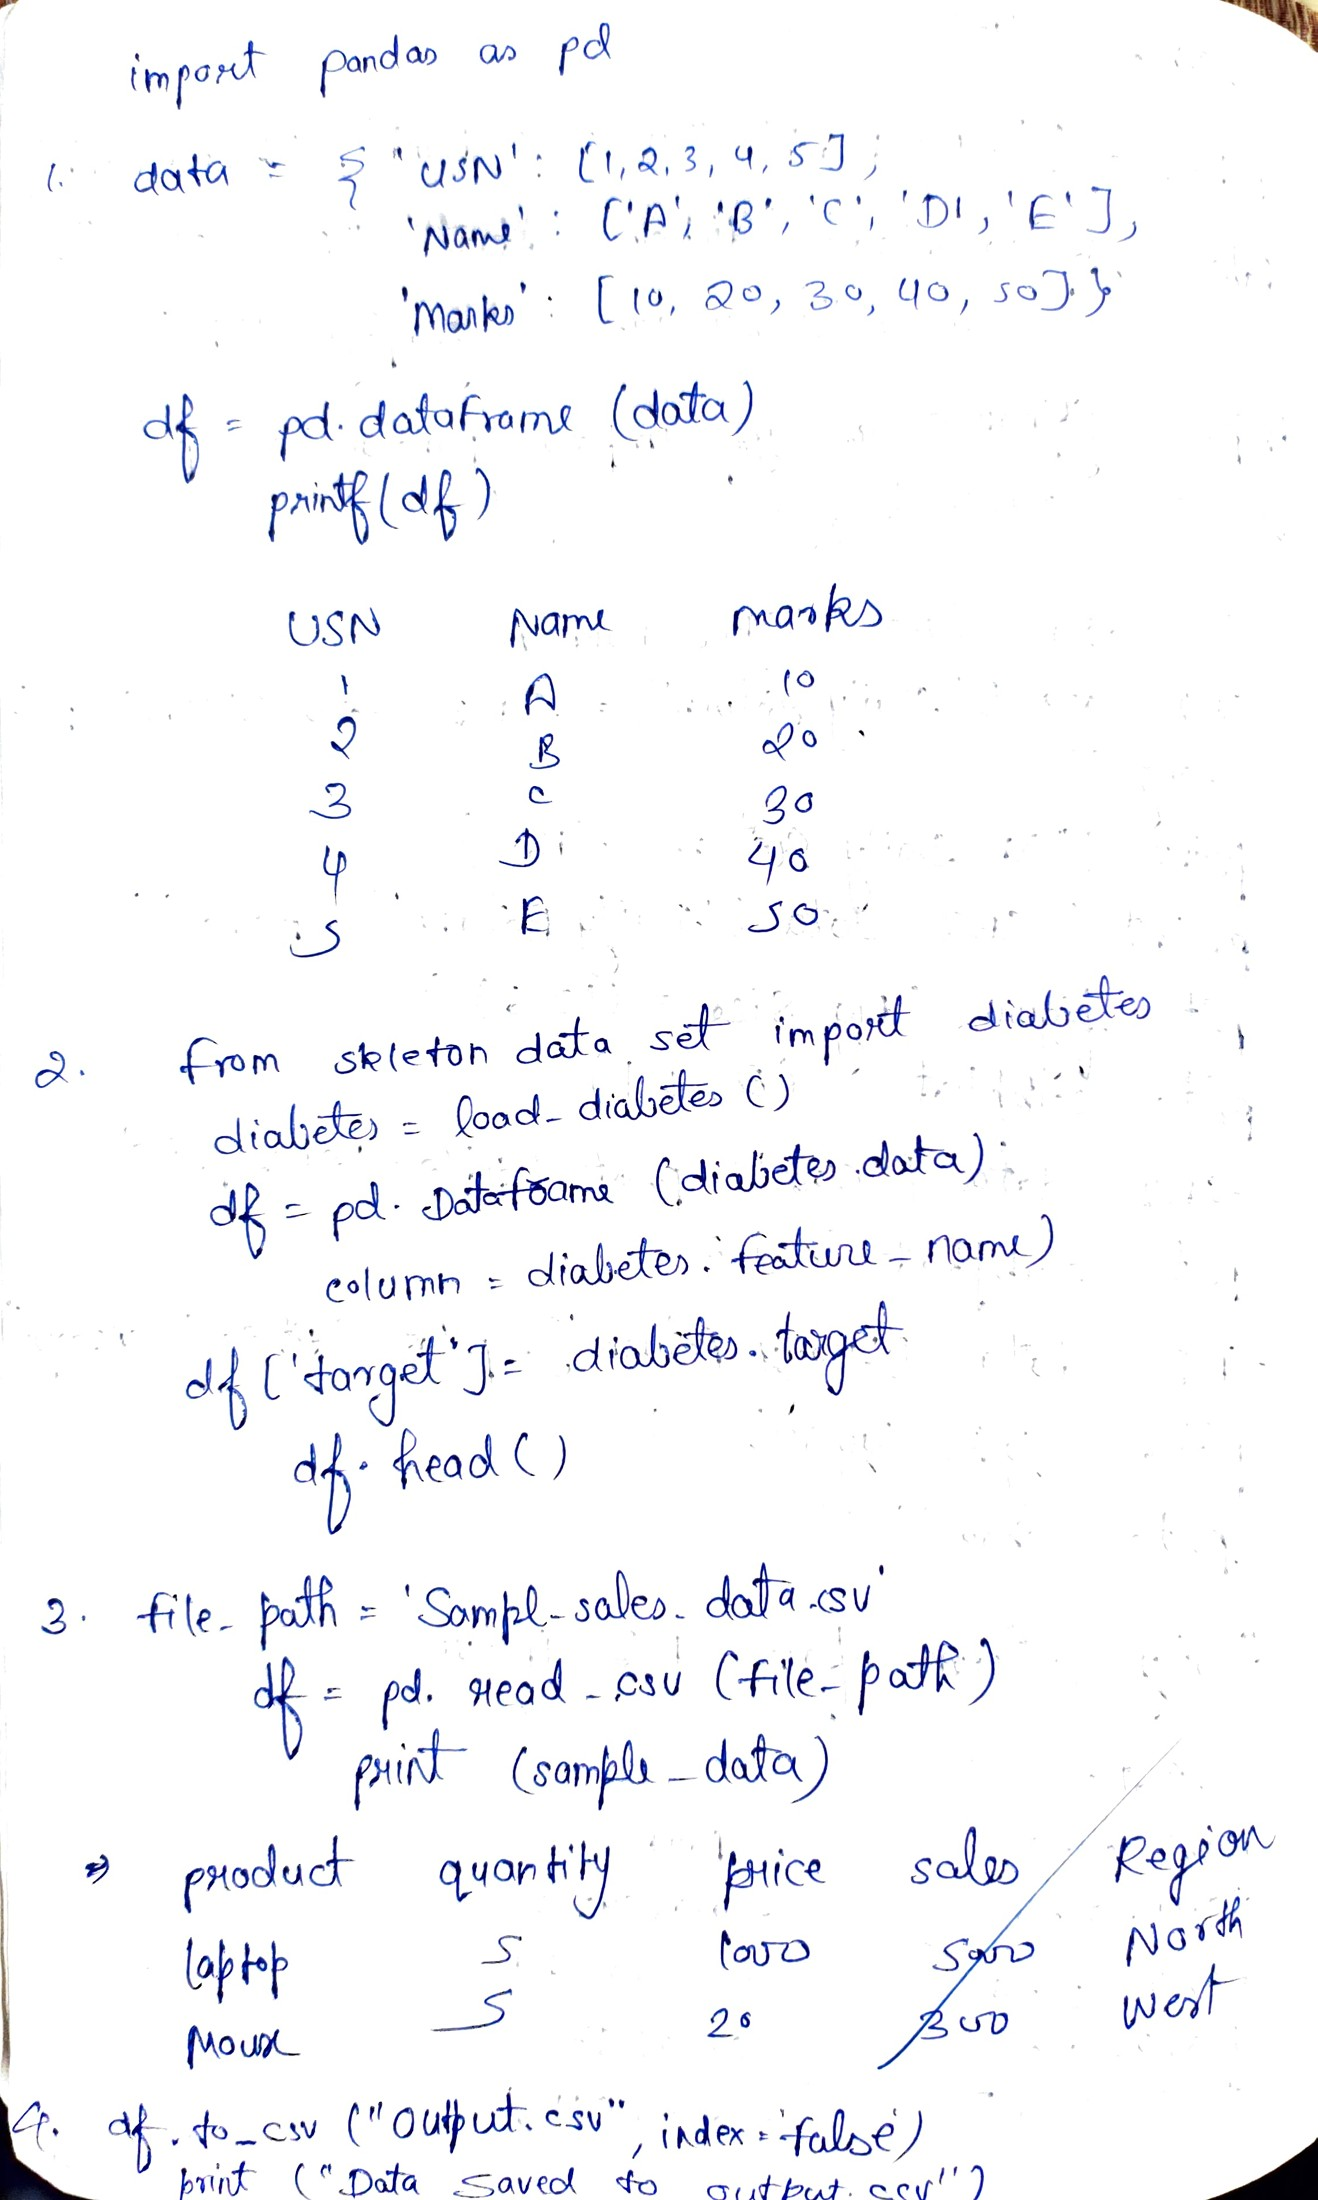 import pandas as pd
1. data = { "USN': [1, 2, 3, 4, 5],
'Name' : ['A', 'B', 'C', 'D', 'E'],
'Marks' : [10, 20, 30, 40, 50] }
df = pd.dataframe (data)
printf(df)
USN Name marks
1 A 10
2 B 20
3 C 30
4 D 40
5 E 50
2. from skleton data set import diabetes
diabetes = load_diabetes ()
df = pd. Dataframe (diabetes.data)
column = diabetes. feature_name)
df ['target'] = diabetes. target
df. head ()
3. file_path = 'Sampl_sales_data.csv'
df = pd. read_csv (file_path)
print (sample_data)
⇒ product quantity price sales Region
laptop 5 1000 5000 North
Mouse 5 20 300 West
4. df. to_csv ("output.csv", index = false)
print ("Data saved to output.csv")